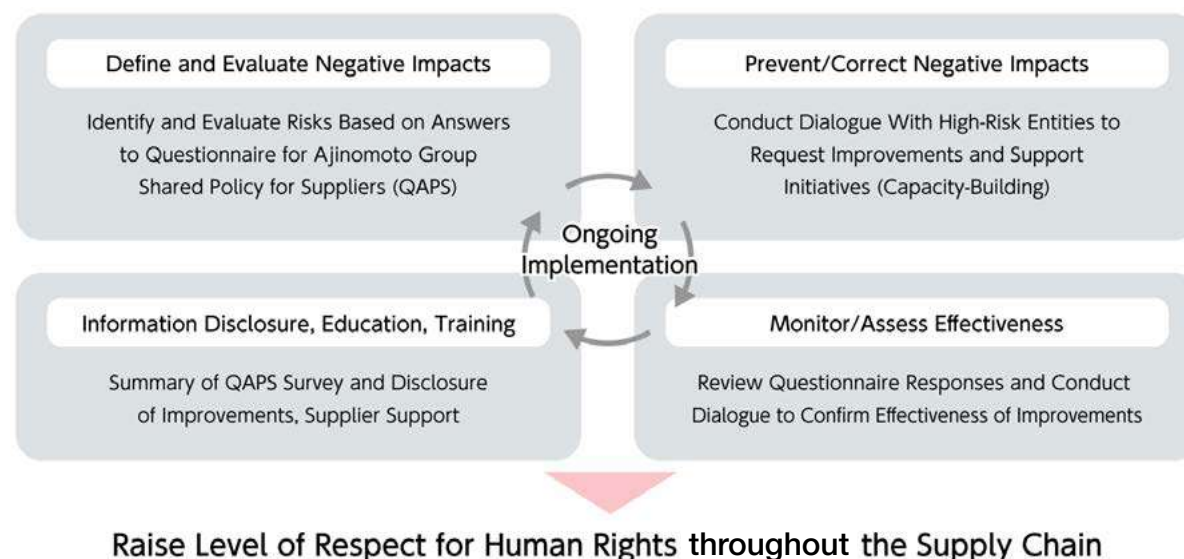 Define and Evaluate Negative Impacts
Identify and Evaluate Risks Based on Answers
to Questionnaire for Ajinomoto Group
Shared Policy for Suppliers (QAPS)
Prevent/Correct Negative Impacts
Conduct Dialogue With High-Risk Entities to
Request Improvements and Support
Initiatives (Capacity-Building)
Ongoing
Implementation
Information Disclosure, Education, Training
Summary of QAPS Survey and Disclosure
of Improvements, Supplier Support
Monitor/Assess Effectiveness
Review Questionnaire Responses and Conduct
Dialogue to Confirm Effectiveness of Improvements
Raise Level of Respect for Human Rights throughout the Supply Chain